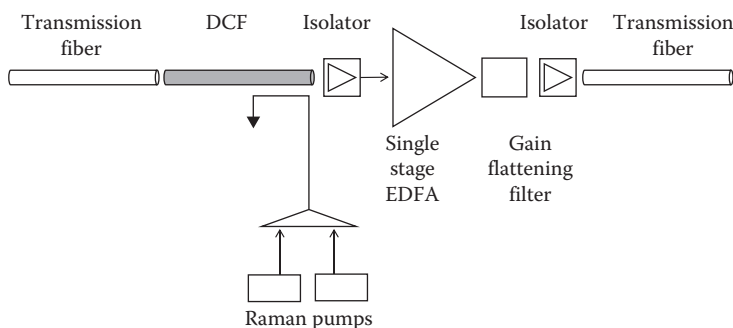 Transmission
fiber
DCF
Isolator
Isolator
Transmission
fiber
Single
stage
EDFA
Gain
flattening
filter
Raman pumps